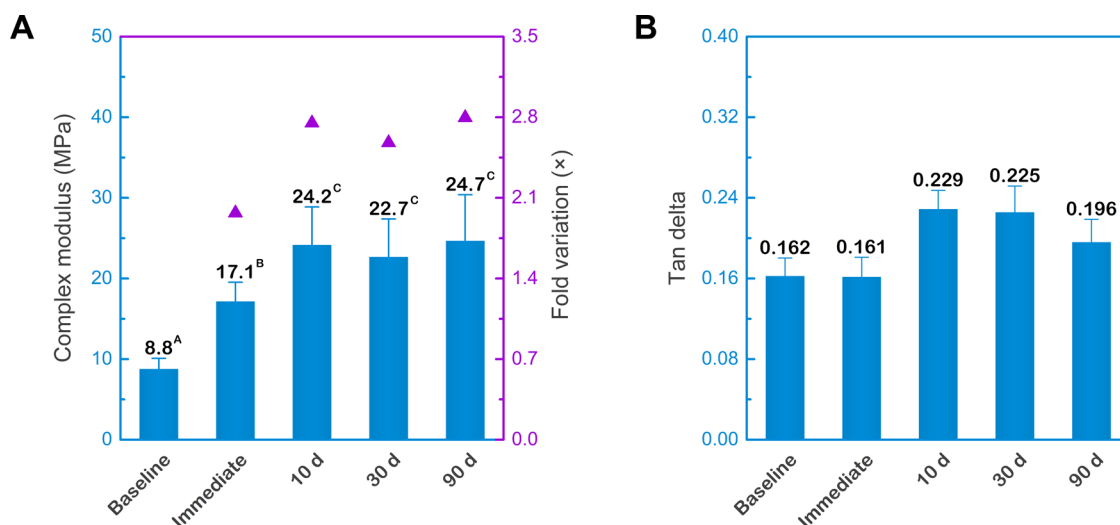 A
Complex modulus (MPa)
50
40
30
20
10
0
8.8A
17.1B
24.2C
22.7C
24.7C
3.5
2.8
2.1
1.4
0.7
0.0
Fold variation (×)
Baseline
Immediate
10 d
30 d
90 d
B
Tan delta
0.40
0.32
0.24
0.16
0.08
0.00
0.162
0.161
0.229
0.225
0.196
Baseline
Immediate
10 d
30 d
90 d